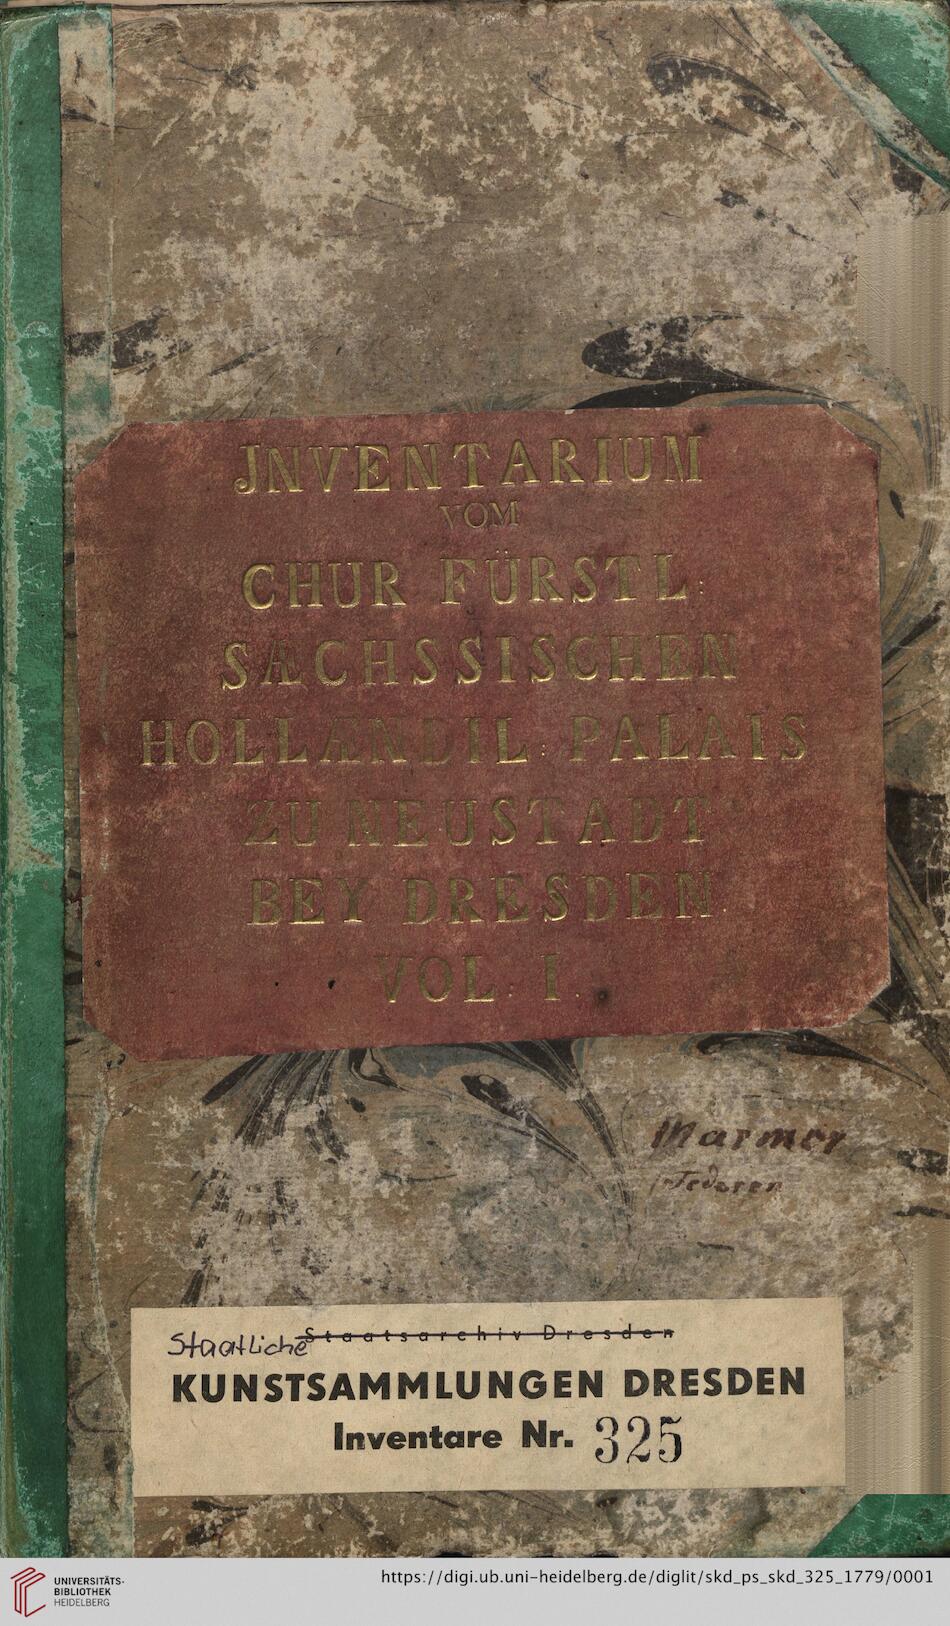 JNVENTARIUM
VOM
CHUR FÜRSTL:
SÆCHSSISCHEN
HOLLÆNDIL: PALAIS
ZU NEUSTADT
BEY DRESDEN.
VOL: I.
Marmor
Staatsarchiv Dresden
Staatliche
KUNSTSAMMLUNGEN DRESDEN
Inventare Nr. 325
UNIVERSITÄTS-
BIBLIOTHEK
HEIDELBERG
https://digi.ub.uni-heidelberg.de/diglit/skd_ps_skd_325_1779/0001